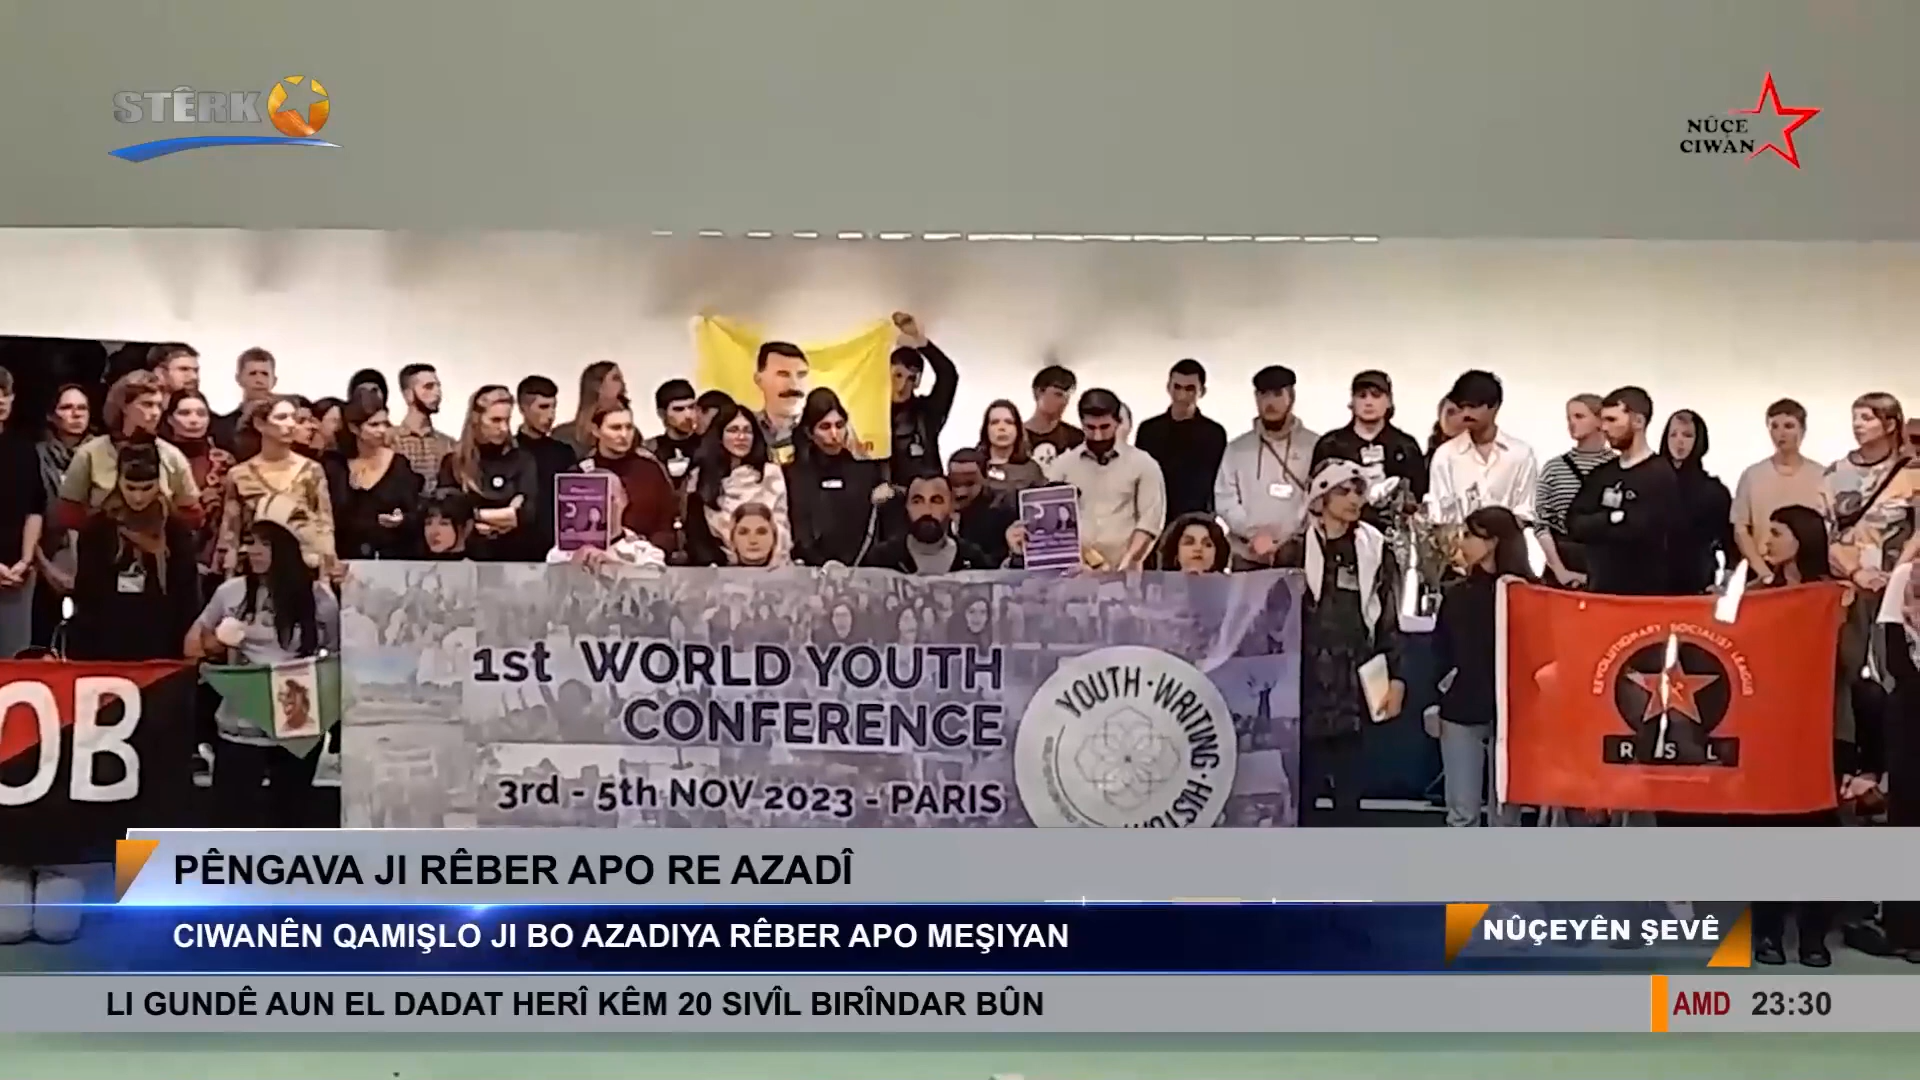 STÊRK
NÛÇE
CIWAN
1st WORLD YOUTH
CONFERENCE
3rd - 5th NOV 2023 - PARIS
YOUTH · WRITING · HISTORY
OB
REVOLUTIONARY SOCIALIST LEAGUE
R S L
PÊNGAVA JI RÊBER APO RE AZADÎ
CIWANÊN QAMIŞLO JI BO AZADIYA RÊBER APO MEŞIYAN
NÛÇEYÊN ŞEVÊ
LI GUNDÊ AUN EL DADAT HERÎ KÊM 20 SIVÎL BIRÎNDAR BÛN
AMD 23:30